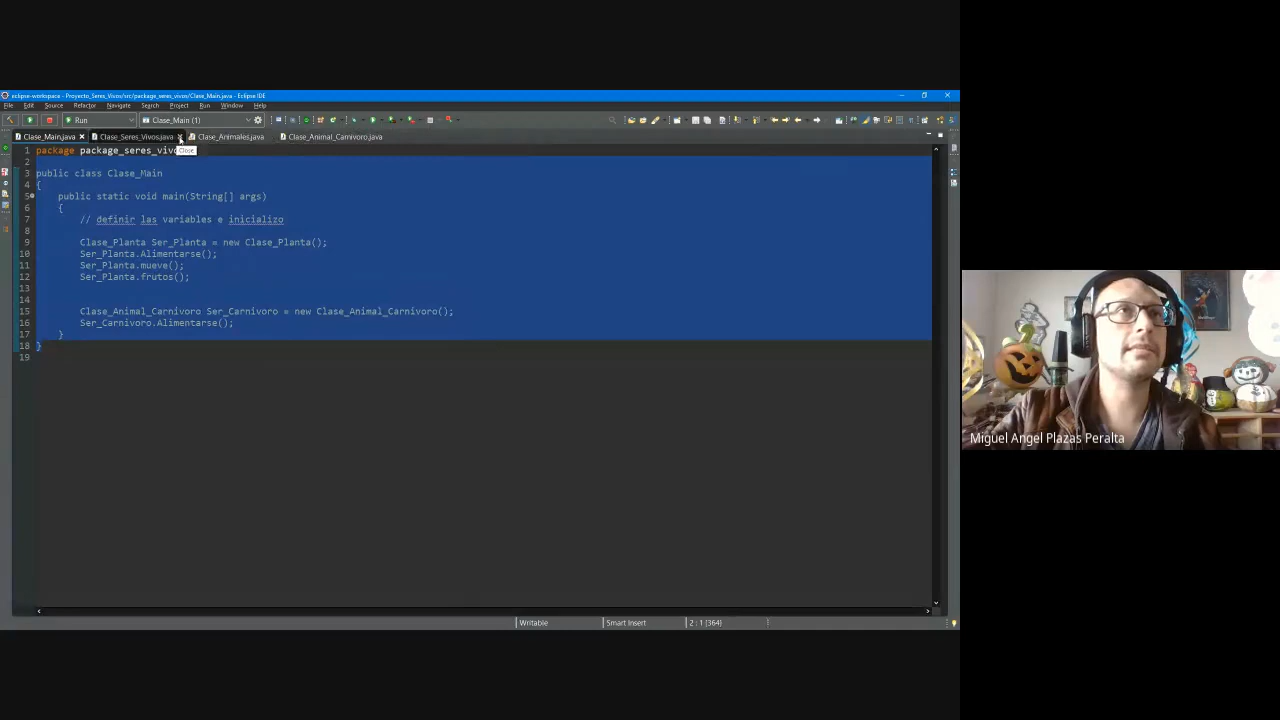 eclipse-workspace - Proyecto_Seres_Vivos/src/package_seres_vivos/Clase_Main.java - Eclipse IDE
File Edit Source Refactor Navigate Search Project Run Window Help
Run Clase_Main (1)
Clase_Main.java Clase_Seres_Vivos.java Clase_Animales.java Clase_Animal_Carnivoro.java
Close
1 package package_seres_viv
2
3 public class Clase_Main
4 {
5 public static void main(String[] args)
6 {
7 // definir las variables e inicializo
8
9 Clase_Planta Ser_Planta = new Clase_Planta();
10 Ser_Planta.Alimentarse();
11 Ser_Planta.mueve();
12 Ser_Planta.frutos();
13
14
15 Clase_Animal_Carnivoro Ser_Carnivoro = new Clase_Animal_Carnivoro();
16 Ser_Carnivoro.Alimentarse();
17 }
18 }
19
Writable Smart Insert 2 : 1 [364]
Miguel Angel Plazas Peralta